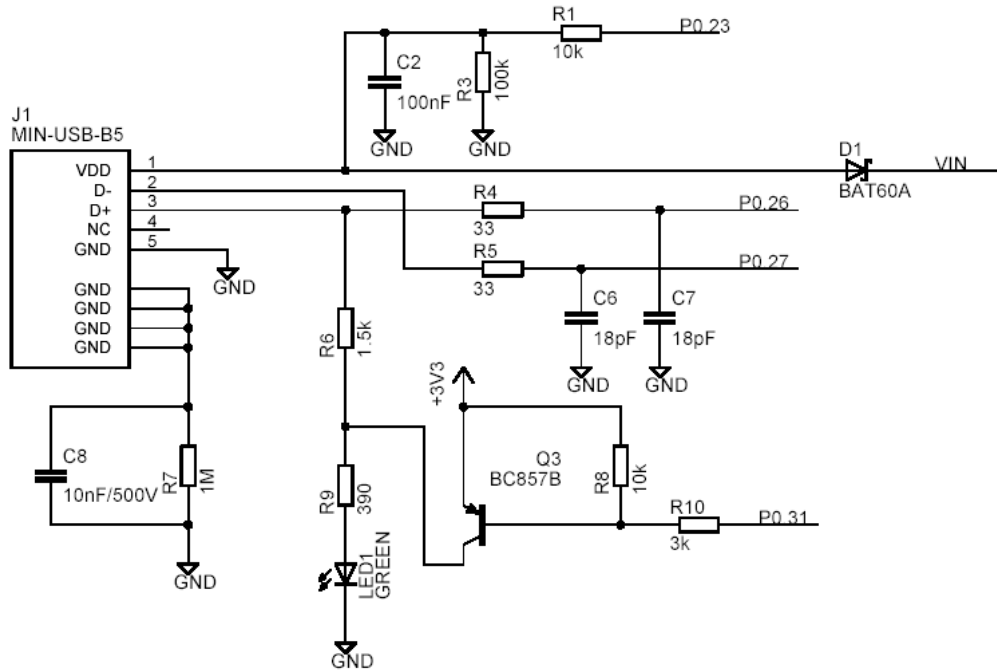 R1
P0.23
10k
C2
100nF
R3
100k
GND
GND
J1
MIN-USB-B5
VDD
1
D-
2
D+
3
NC
4
GND
5
GND
GND
GND
GND
GND
D1
BAT60A
VIN
R4
33
P0.26
R5
33
P0.27
C6
18pF
C7
18pF
GND
GND
R6
1.5k
+3V3
C8
10nF/500V
R7
1M
GND
R9
390
Q3
BC857B
R8
10k
R10
3k
P0.31
LED1
GREEN
GND